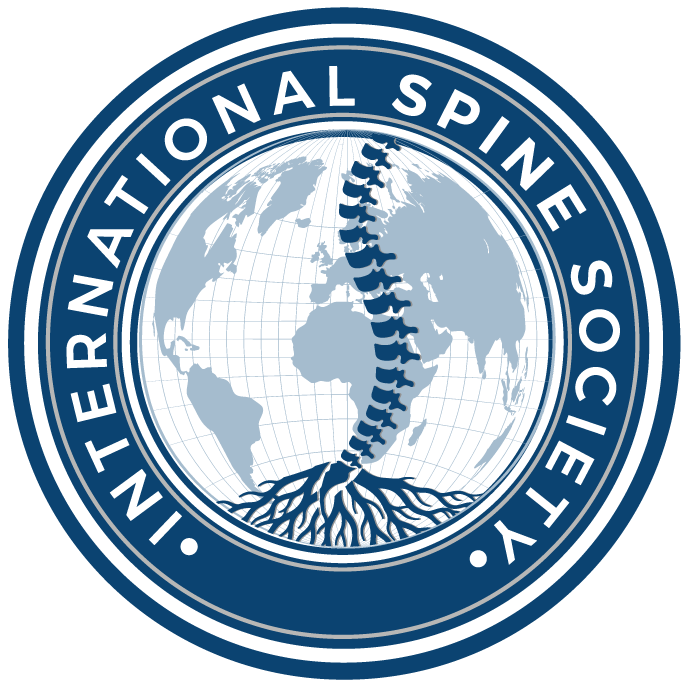 • INTERNATIONAL SPINE SOCIETY •